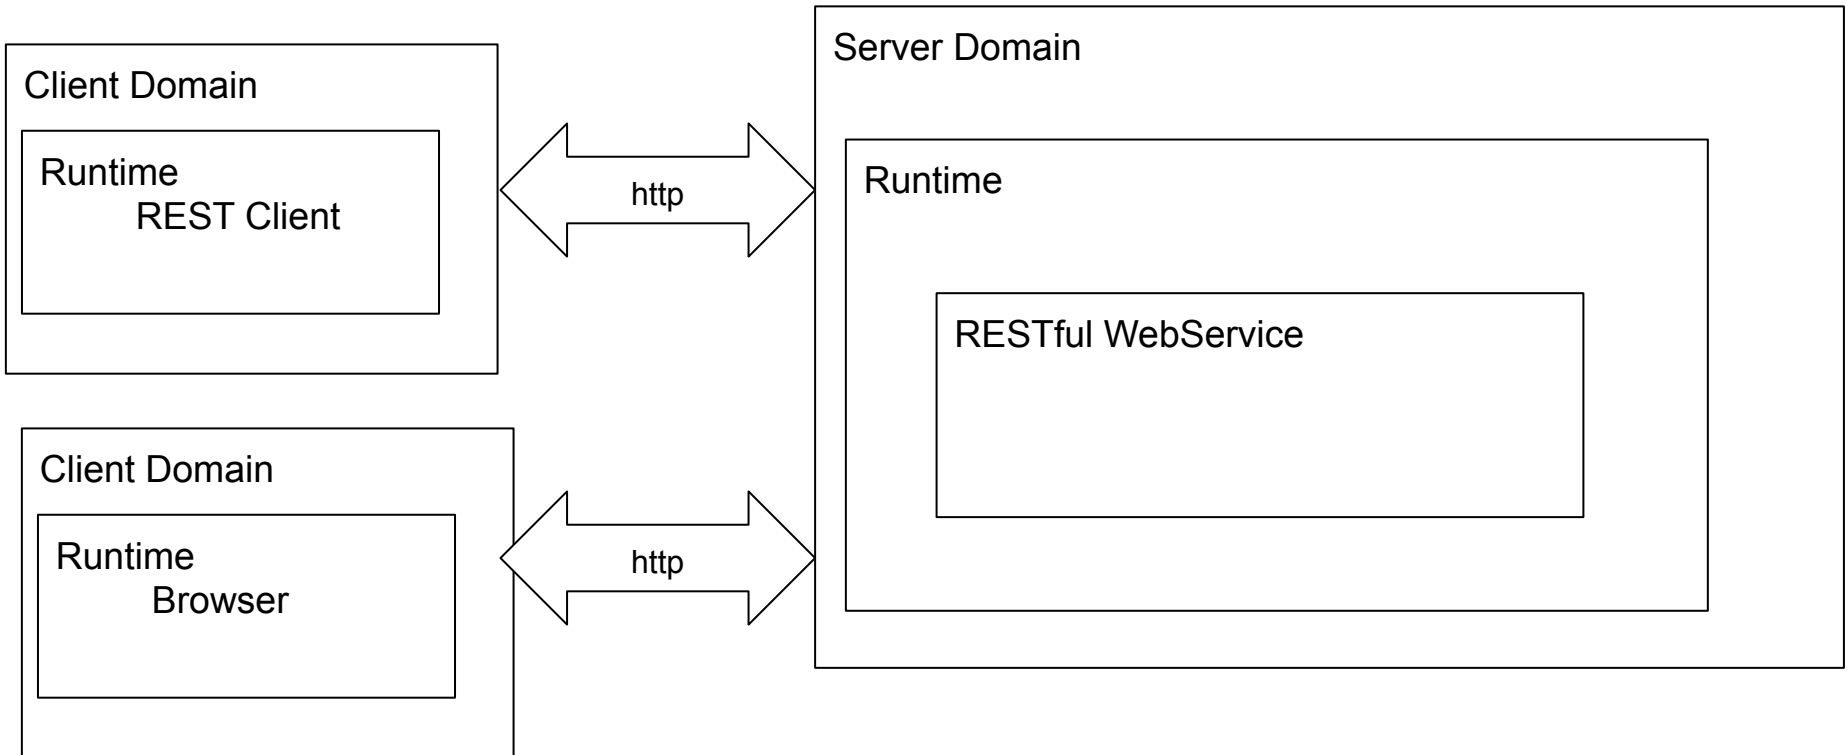 Client Domain
Runtime
REST Client
http
Server Domain
Runtime
RESTful WebService
Client Domain
Runtime
Browser
http